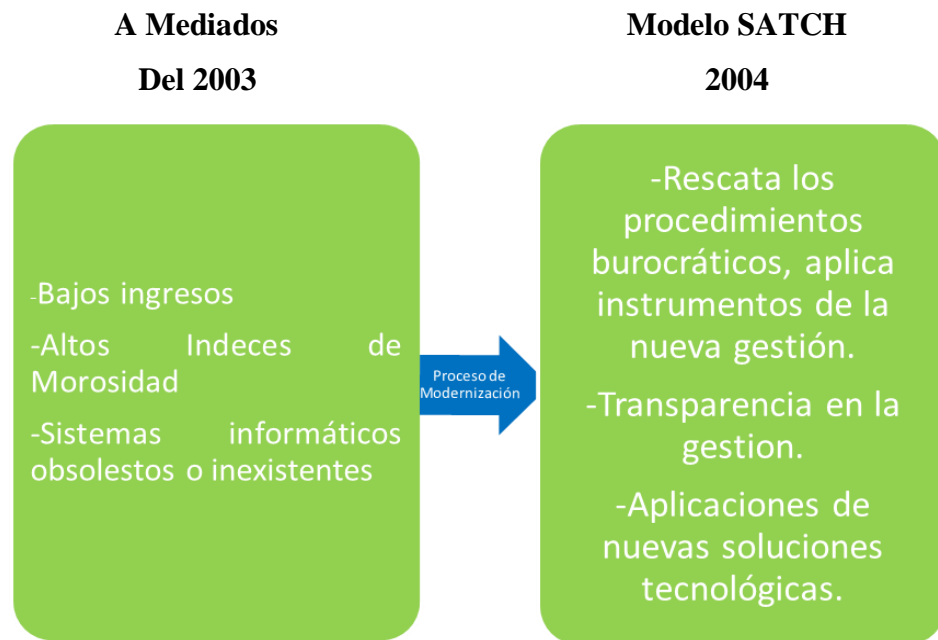 A Mediados
Del 2003
-Bajos ingresos
-Altos Indeces de
Morosidad
-Sistemas informáticos
obsolestos o inexistentes
Proceso de
Modernización
Modelo SATCH
2004
-Rescata los
procedimientos
burocráticos, aplica
instrumentos de la
nueva gestión.
-Transparencia en la
gestion.
-Aplicaciones de
nuevas soluciones
tecnológicas.